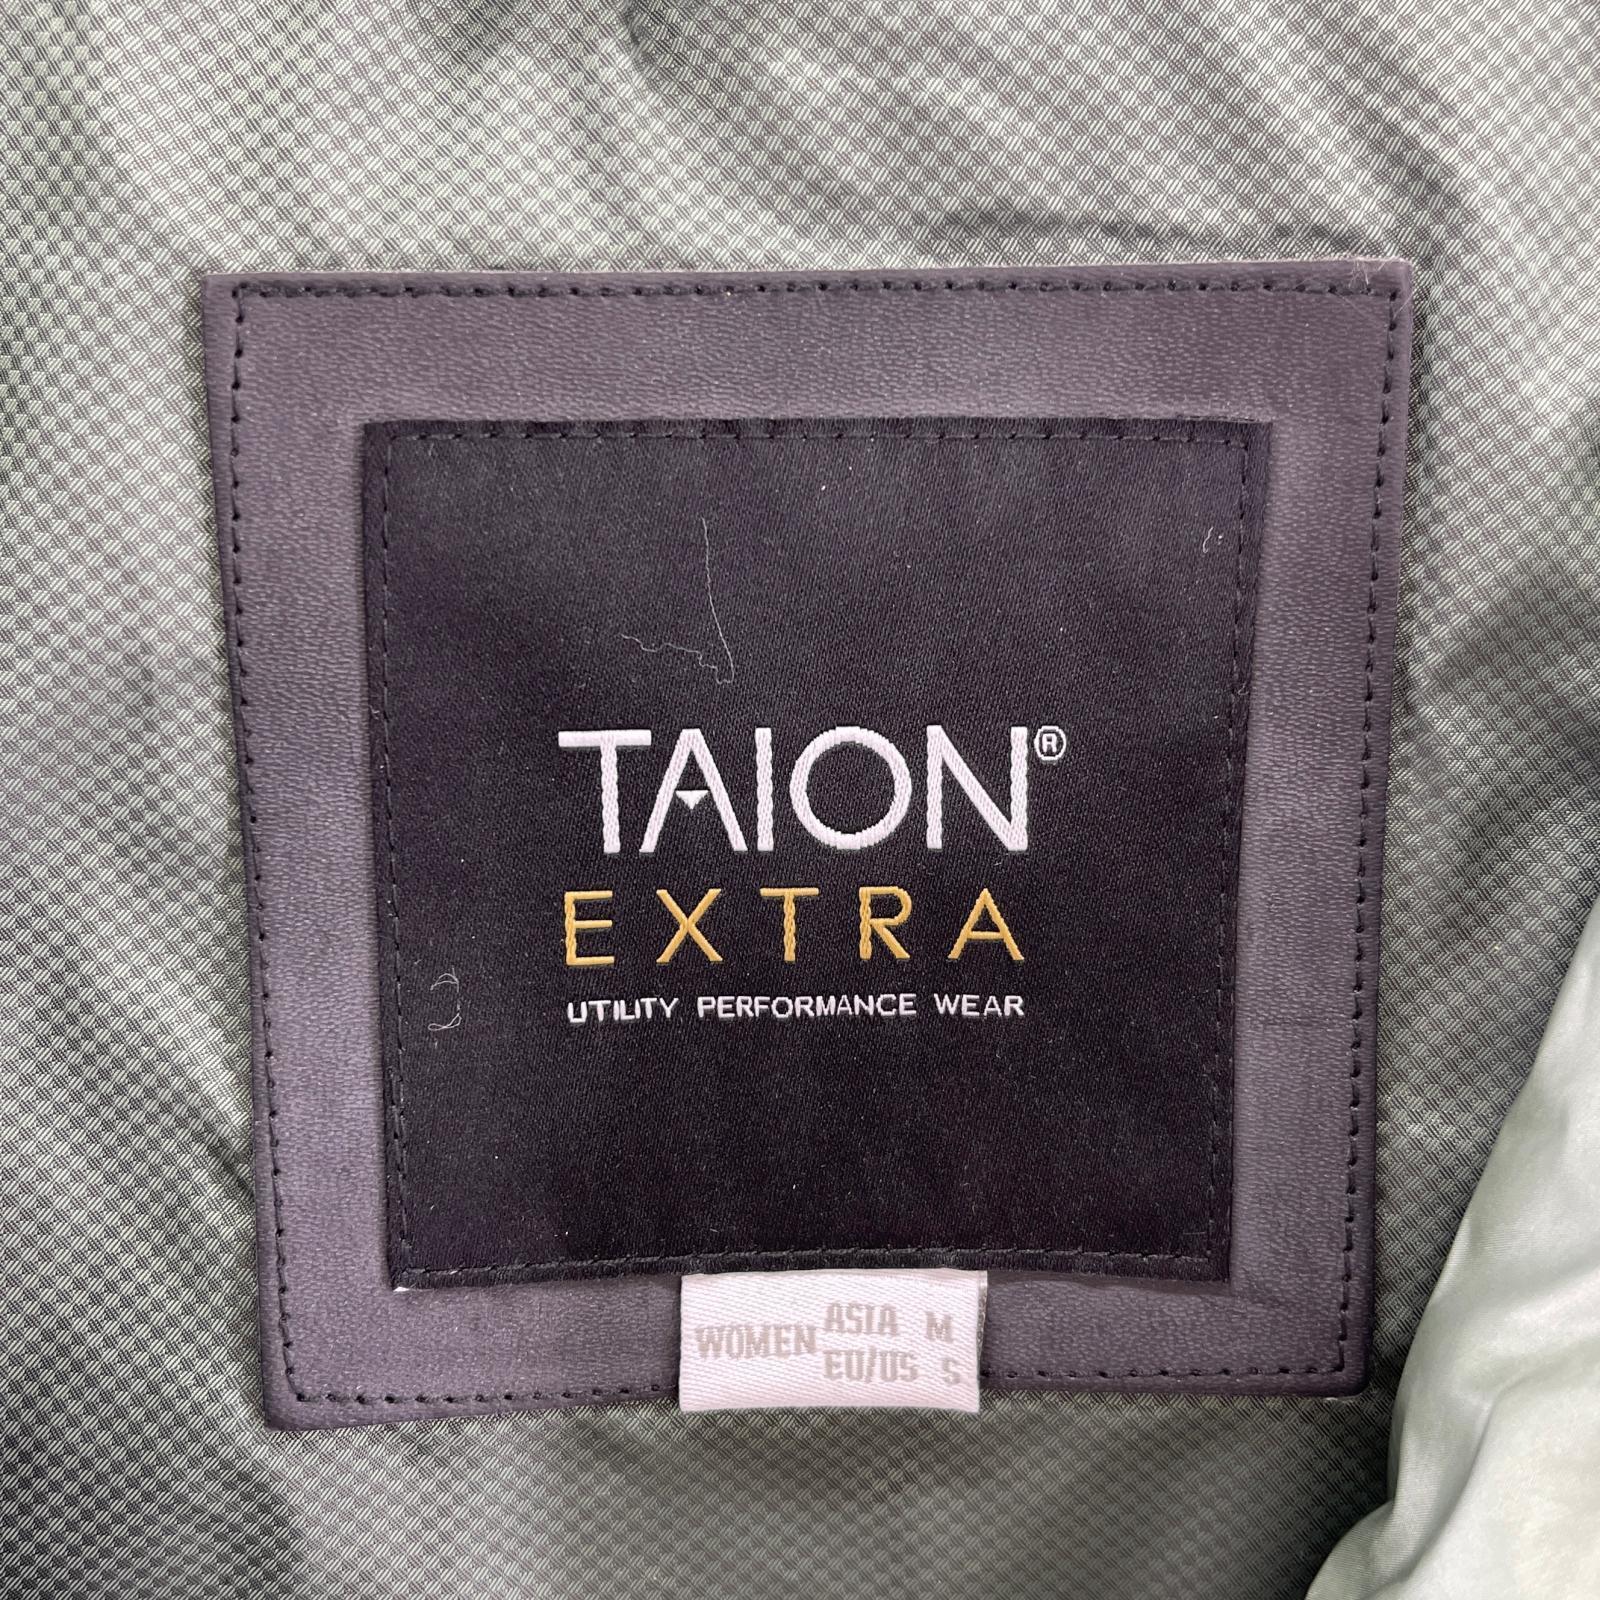 TAION®
EXTRA
UTILITY PERFORMANCE WEAR
WOMEN ASIA M
EU/US S